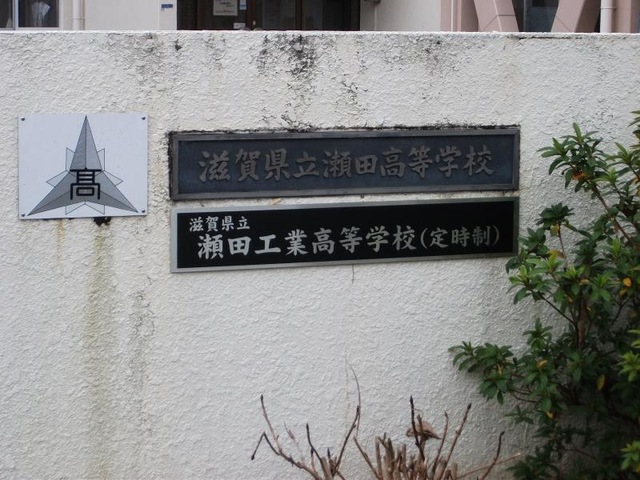 髙
滋賀県立瀬田高等学校
滋賀県立
瀬田工業高等学校(定時制)